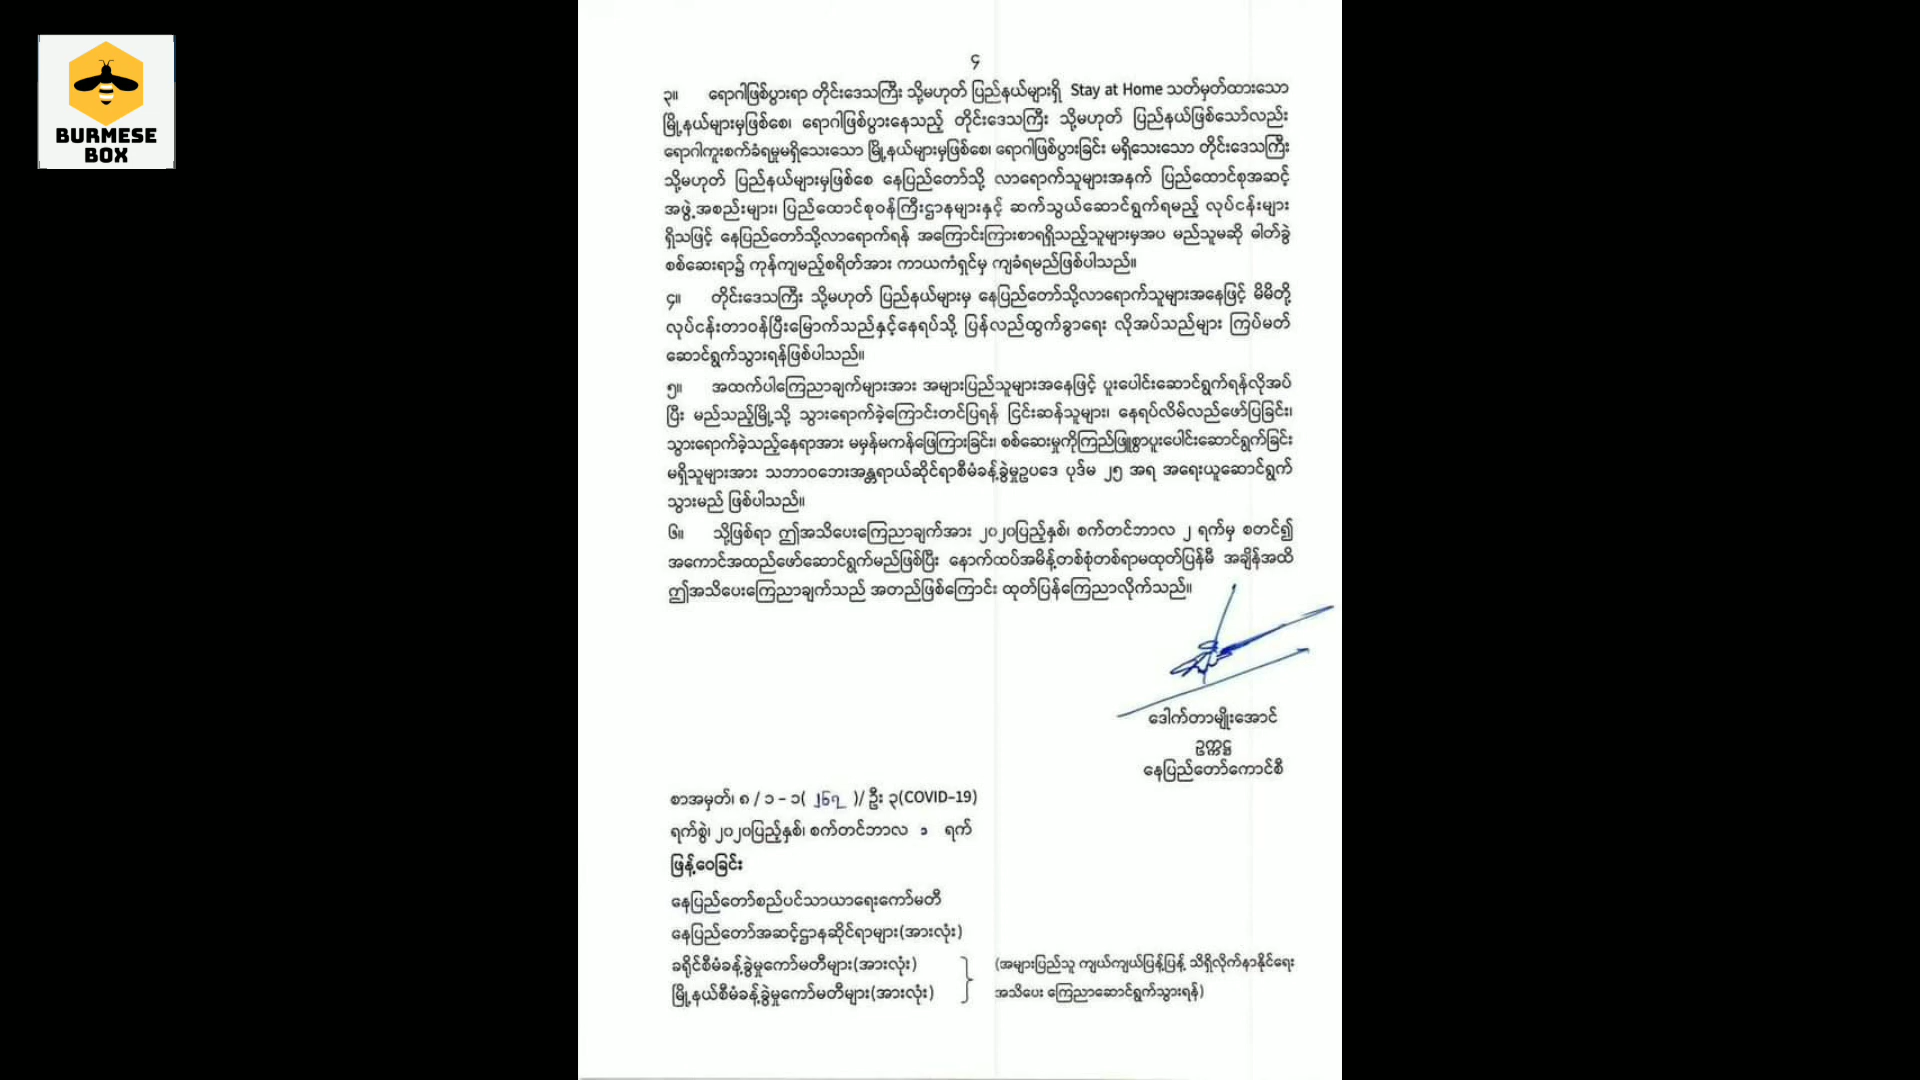 BURMESE
BOX
၄
၃။ ရောဂါဖြစ်ပွားရာ တိုင်းဒေသကြီး သို့မဟုတ် ပြည်နယ်များရှိ Stay at Home သတ်မှတ်ထားသော
မြို့နယ်များမှဖြစ်စေ၊ ရောဂါဖြစ်ပွားနေသည့် တိုင်းဒေသကြီး သို့မဟုတ် ပြည်နယ်ဖြစ်သော်လည်း
ရောဂါကူးစက်ခံရမှုမရှိသေးသော မြို့နယ်များမှဖြစ်စေ၊ ရောဂါဖြစ်ပွားခြင်း မရှိသေးသော တိုင်းဒေသကြီး
သို့မဟုတ် ပြည်နယ်များမှဖြစ်စေ နေပြည်တော်သို့ လာရောက်သူများအနက် ပြည်ထောင်စုအဆင့်
အဖွဲ့အစည်းများ၊ ပြည်ထောင်စုဝန်ကြီးဌာနများနှင့် ဆက်သွယ်ဆောင်ရွက်ရမည့် လုပ်ငန်းများ
ရှိသဖြင့် နေပြည်တော်သို့လာရောက်ရန် အကြောင်းကြားစာရရှိသည့်သူများမှအပ မည်သူမဆို ဓါတ်ခွဲ
စစ်ဆေးရာ၌ ကုန်ကျမည့်စရိတ်အား ကာယကံရှင်မှ ကျခံရမည်ဖြစ်ပါသည်။
၄။ တိုင်းဒေသကြီး သို့မဟုတ် ပြည်နယ်များမှ နေပြည်တော်သို့လာရောက်သူများအနေဖြင့် မိမိတို့
လုပ်ငန်းတာဝန်ပြီးမြောက်သည်နှင့်နေရပ်သို့ ပြန်လည်ထွက်ခွာရေး လိုအပ်သည်များ ကြပ်မတ်
ဆောင်ရွက်သွားရန်ဖြစ်ပါသည်။
၅။ အထက်ပါကြေညာချက်များအား အများပြည်သူများအနေဖြင့် ပူးပေါင်းဆောင်ရွက်ရန်လိုအပ်
ပြီး မည်သည့်မြို့သို့ သွားရောက်ခဲ့ကြောင်းတင်ပြရန် ငြင်းဆန်သူများ၊ နေရပ်လိမ်လည်ဖော်ပြခြင်း၊
သွားရောက်ခဲ့သည့်နေရာအား မမှန်မကန်ဖြေကြားခြင်း၊ စစ်ဆေးမှုကိုကြည်ဖြူစွာပူးပေါင်းဆောင်ရွက်ခြင်း
မရှိသူများအား သဘာဝဘေးအန္တရာယ်ဆိုင်ရာစီမံခန့်ခွဲမှုဥပဒေ ပုဒ်မ ၂၅ အရ အရေးယူဆောင်ရွက်
သွားမည် ဖြစ်ပါသည်။
၆။ သို့ဖြစ်ရာ ဤအသိပေးကြေညာချက်အား ၂၀၂၀ပြည့်နှစ်၊ စက်တင်ဘာလ ၂ ရက်မှ စတင်၍
အကောင်အထည်ဖော်ဆောင်ရွက်မည်ဖြစ်ပြီး နောက်ထပ်အမိန့်တစ်စုံတစ်ရာမထုတ်ပြန်မီ အချိန်အထိ
ဤအသိပေးကြေညာချက်သည် အတည်ဖြစ်ကြောင်း ထုတ်ပြန်ကြေညာလိုက်သည်။
ဒေါက်တာမျိုးအောင်
ဥက္ကဋ္ဌ
နေပြည်တော်ကောင်စီ
စာအမှတ်၊ ၈ / ၁ – ၁( ၂၆၇ )/ ဦး ၃(COVID–19)
ရက်စွဲ၊ ၂၀၂၀ပြည့်နှစ်၊ စက်တင်ဘာလ ၁ ရက်
ဖြန့်ဝေခြင်း
နေပြည်တော်စည်ပင်သာယာရေးကော်မတီ
နေပြည်တော်အဆင့်ဌာနဆိုင်ရာများ(အားလုံး)
ခရိုင်စီမံခန့်ခွဲမှုကော်မတီများ(အားလုံး) (အများပြည်သူ ကျယ်ကျယ်ပြန့်ပြန့် သိရှိလိုက်နာနိုင်ရေး
မြို့နယ်စီမံခန့်ခွဲမှုကော်မတီများ(အားလုံး) အသိပေး ကြေညာဆောင်ရွက်သွားရန်)